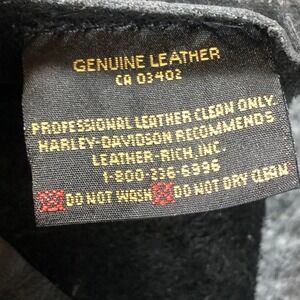 GENUINE LEATHER
CA 03402
PROFESSIONAL LEATHER CLEAN ONLY.
HARLEY-DAVIDSON RECOMMENDS
LEATHER-RICH, INC.
1-800-236-6996
DO NOT WASH DO NOT DRY CLEAN